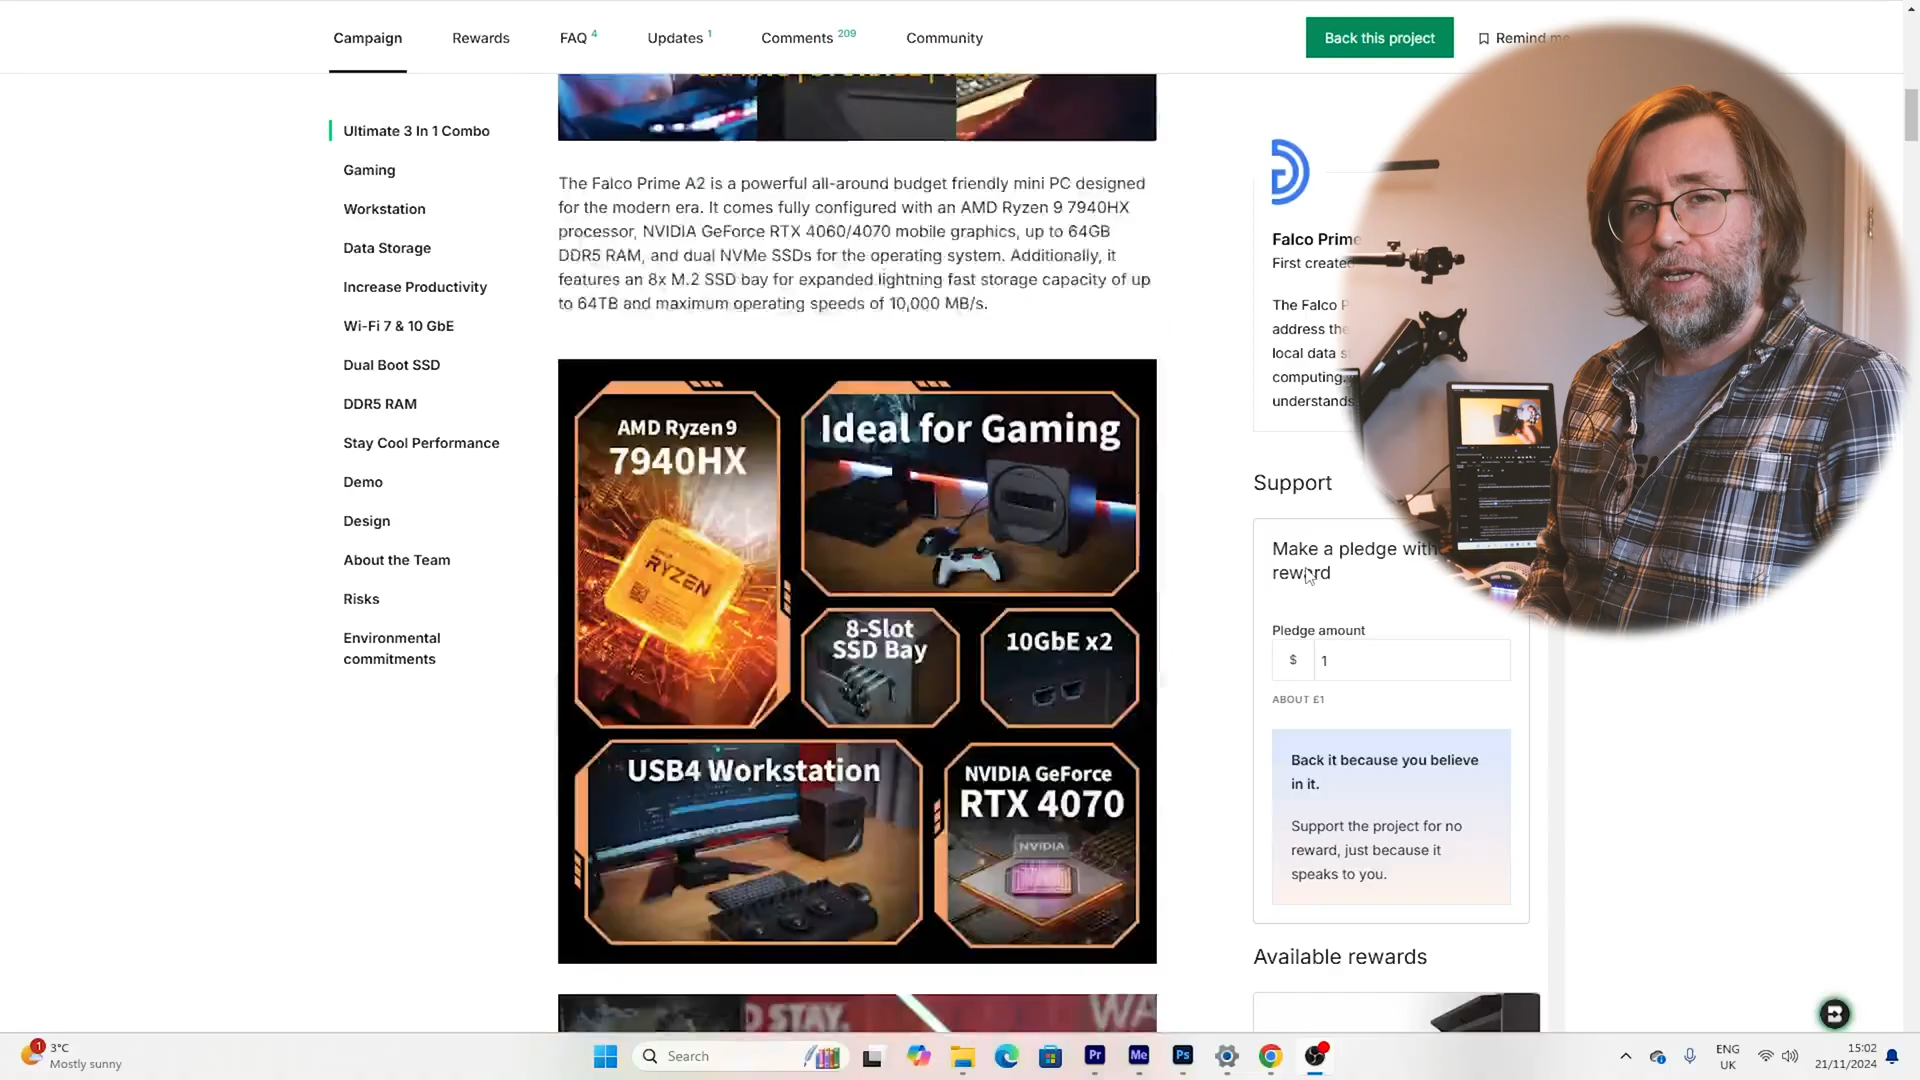 Campaign
Rewards
FAQ 4
Updates 1
Comments 209
Community
Back this project
Remind me
Ultimate 3 In 1 Combo
Gaming
Workstation
Data Storage
Increase Productivity
Wi-Fi 7 & 10 GbE
Dual Boot SSD
DDR5 RAM
Stay Cool Performance
Demo
Design
About the Team
Risks
Environmental
commitments
The Falco Prime A2 is a powerful all-around budget friendly mini PC designed
for the modern era. It comes fully configured with an AMD Ryzen 9 7940HX
processor, NVIDIA GeForce RTX 4060/4070 mobile graphics, up to 64GB
DDR5 RAM, and dual NVMe SSDs for the operating system. Additionally, it
features an 8x M.2 SSD bay for expanded lightning fast storage capacity of up
to 64TB and maximum operating speeds of 10,000 MB/s.
AMD Ryzen 9
7940HX
RYZEN
Ideal for Gaming
8-Slot
SSD Bay
10GbE x2
USB4 Workstation
NVIDIA GeForce
RTX 4070
NVIDIA
D STAY.
WA
Falco Prime
First created
The Falco P
address the
local data s
computing.
understands
Support
Make a pledge with
reward
Pledge amount
$ 1
ABOUT £1
Back it because you believe
in it.
Support the project for no
reward, just because it
speaks to you.
Available rewards
1
3°C
Mostly sunny
Search
Pr
Me
Ps
ENG
UK
15:02
21/11/2024